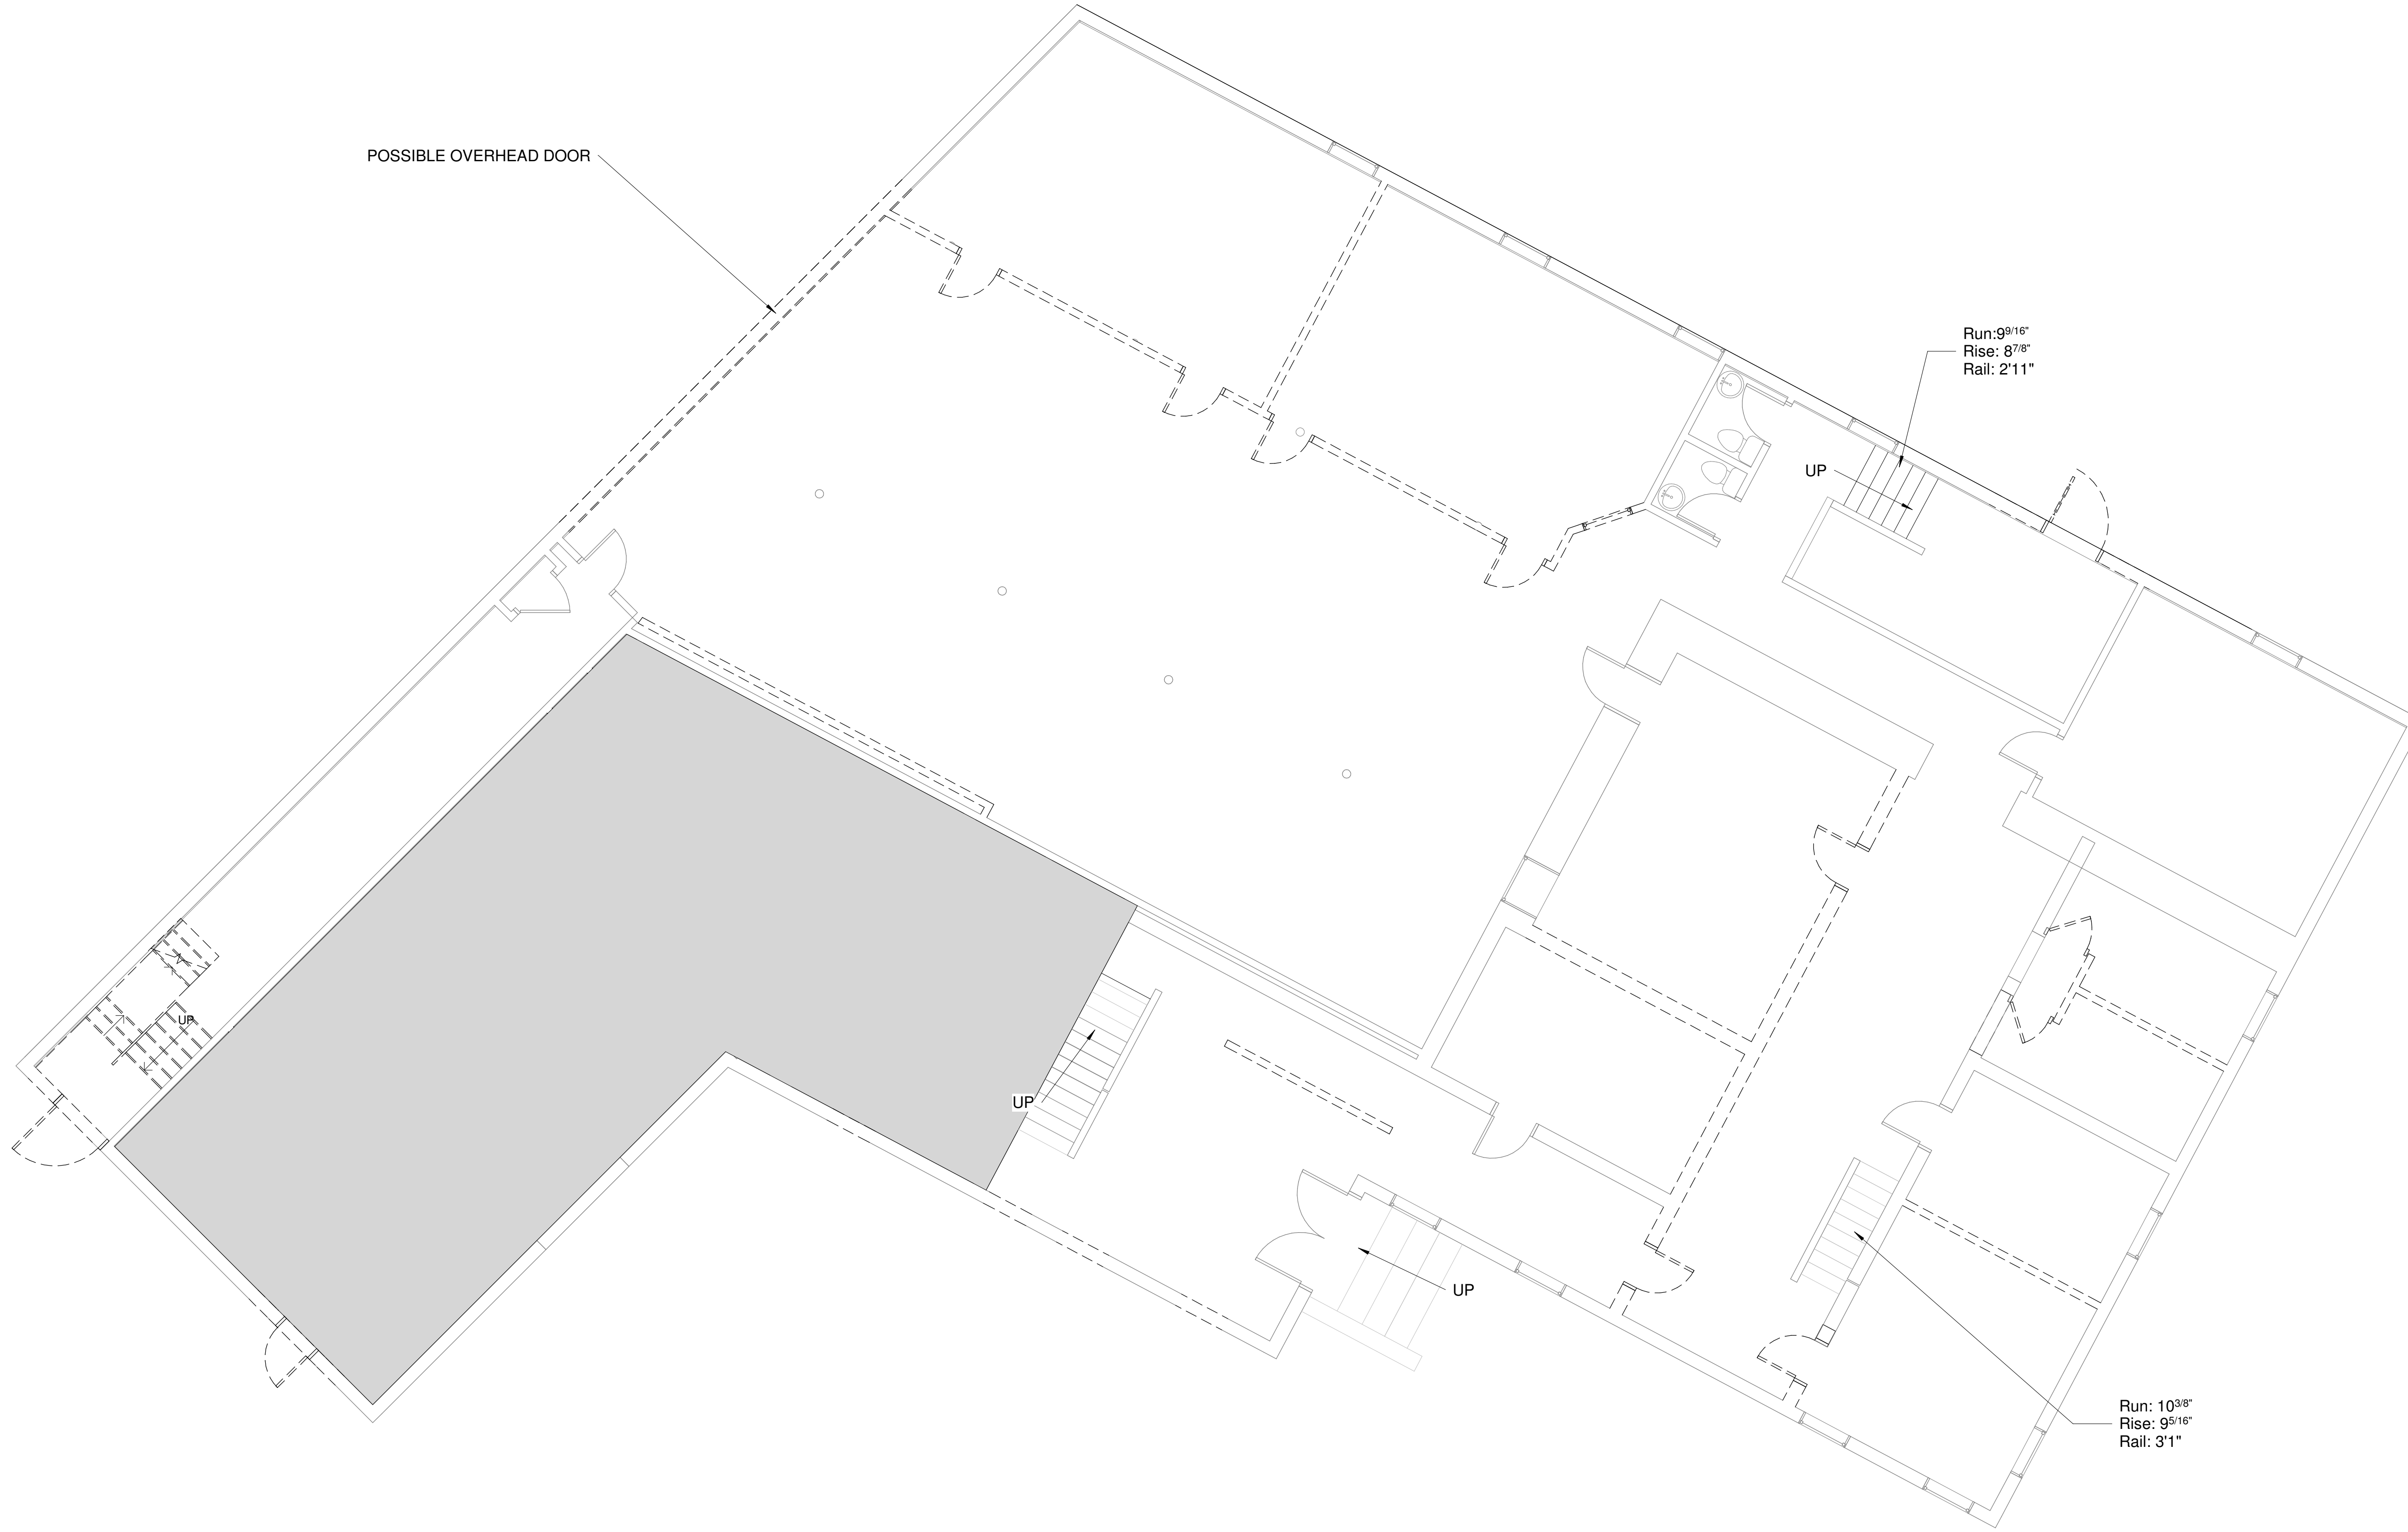 POSSIBLE OVERHEAD DOOR
Run:9 9/16"
Rise: 8 7/8"
Rail: 2'11"
UP
UP
UP
UP
Run: 10 3/8"
Rise: 9 5/16"
Rail: 3'1"